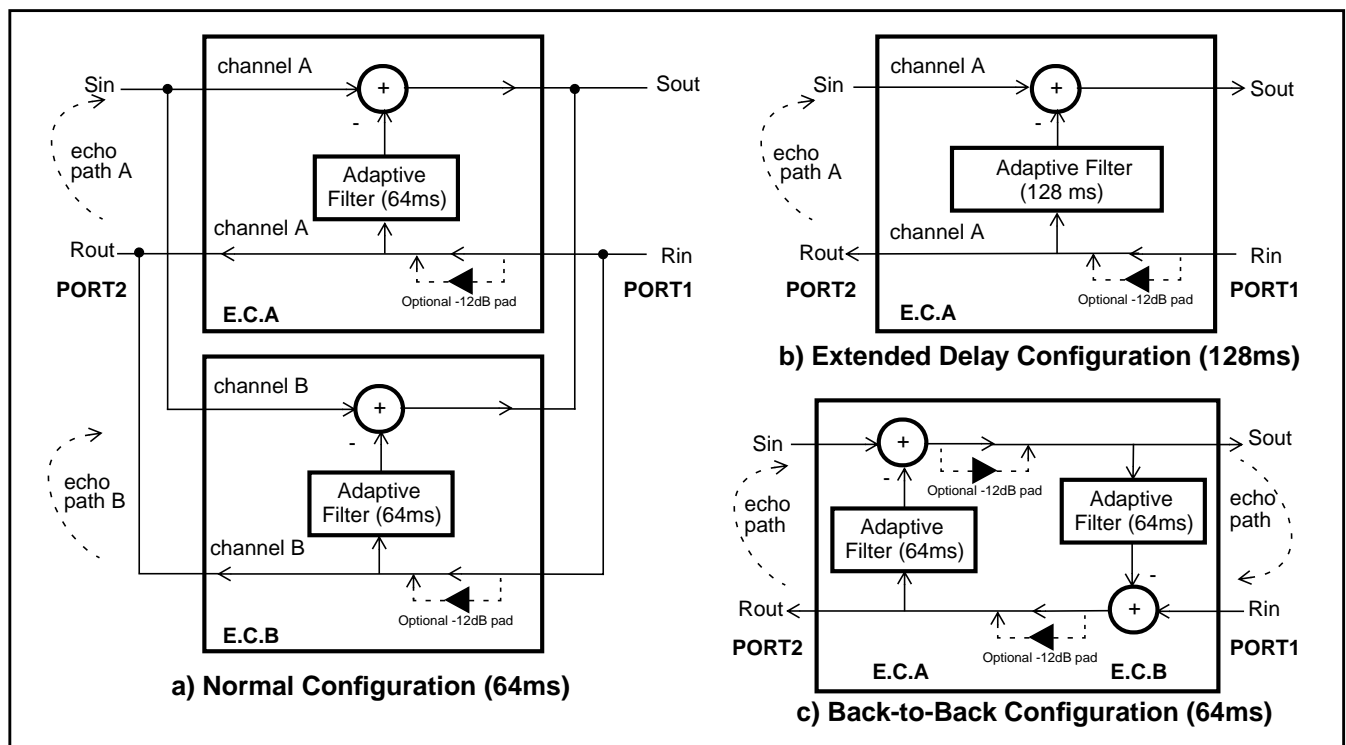 channel A
Sin
+
Sout
-
echo
path A
Adaptive
Filter (64ms)
channel A
Rout
Rin
PORT2
PORT1
Optional -12dB pad
E.C.A
channel B
+
-
echo
path B
Adaptive
Filter (64ms)
channel B
Optional -12dB pad
E.C.B
a) Normal Configuration (64ms)
channel A
Sin
+
Sout
-
echo
path A
Adaptive Filter
(128 ms)
channel A
Rout
Rin
PORT2
PORT1
Optional -12dB pad
E.C.A
b) Extended Delay Configuration (128ms)
Sin
+
Sout
-
Optional -12dB pad
echo
path
Adaptive
Filter (64ms)
Adaptive
Filter (64ms)
echo
path
-
Rout
+
Rin
PORT2
Optional -12dB pad
PORT1
E.C.A
E.C.B
c) Back-to-Back Configuration (64ms)